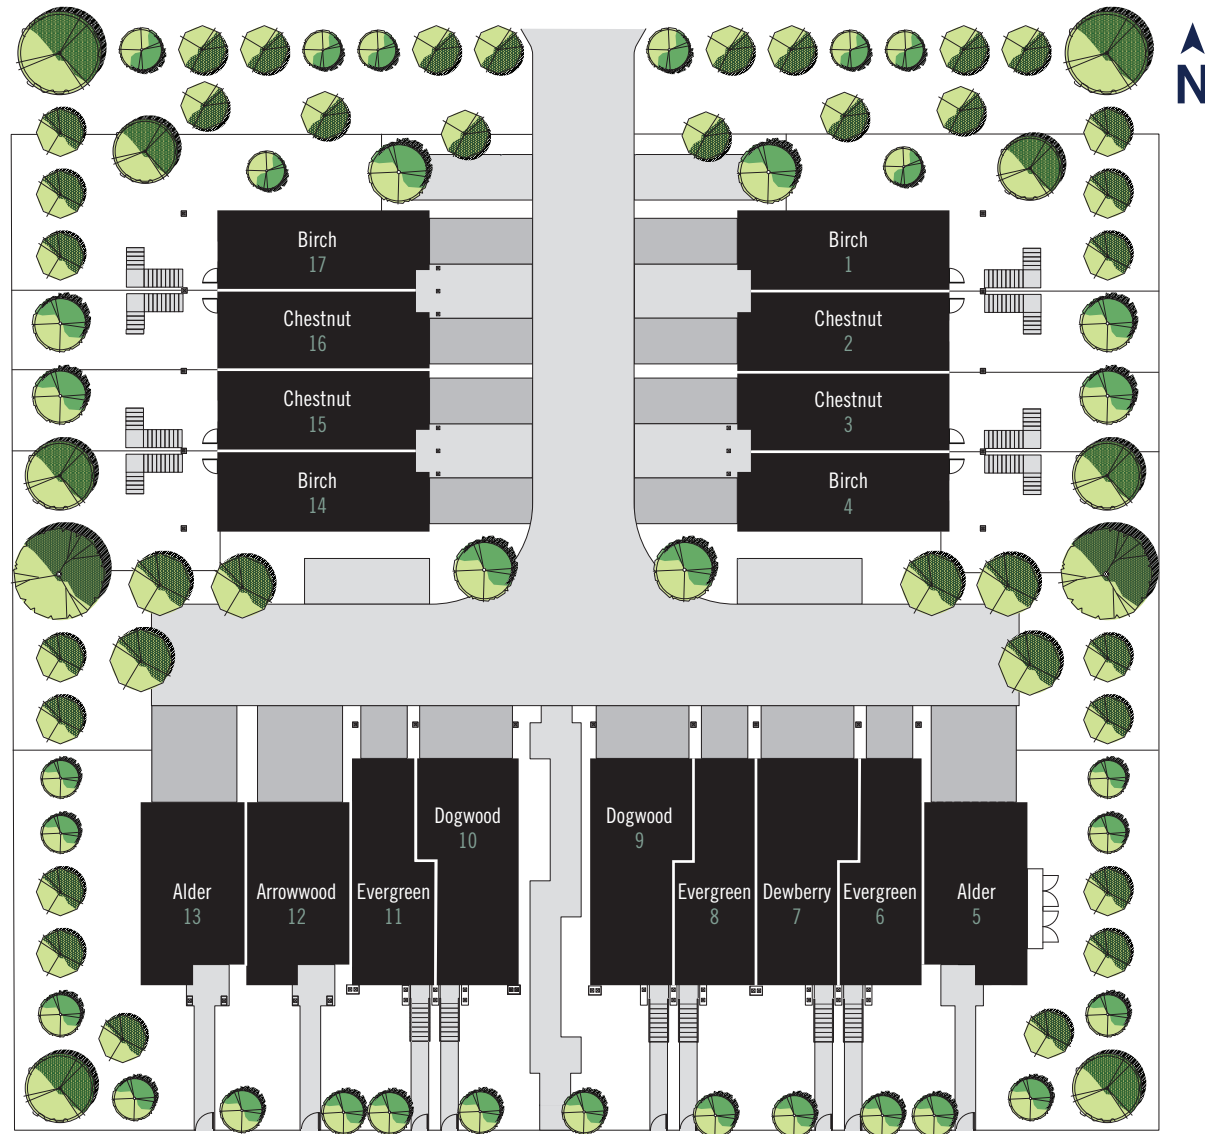 N
Birch
17
Birch
1
Chestnut
16
Chestnut
2
Chestnut
15
Chestnut
3
Birch
14
Birch
4
Dogwood
10
Dogwood
9
Alder
13
Arrowwood
12
Evergreen
11
Evergreen
8
Dewberry
7
Evergreen
6
Alder
5